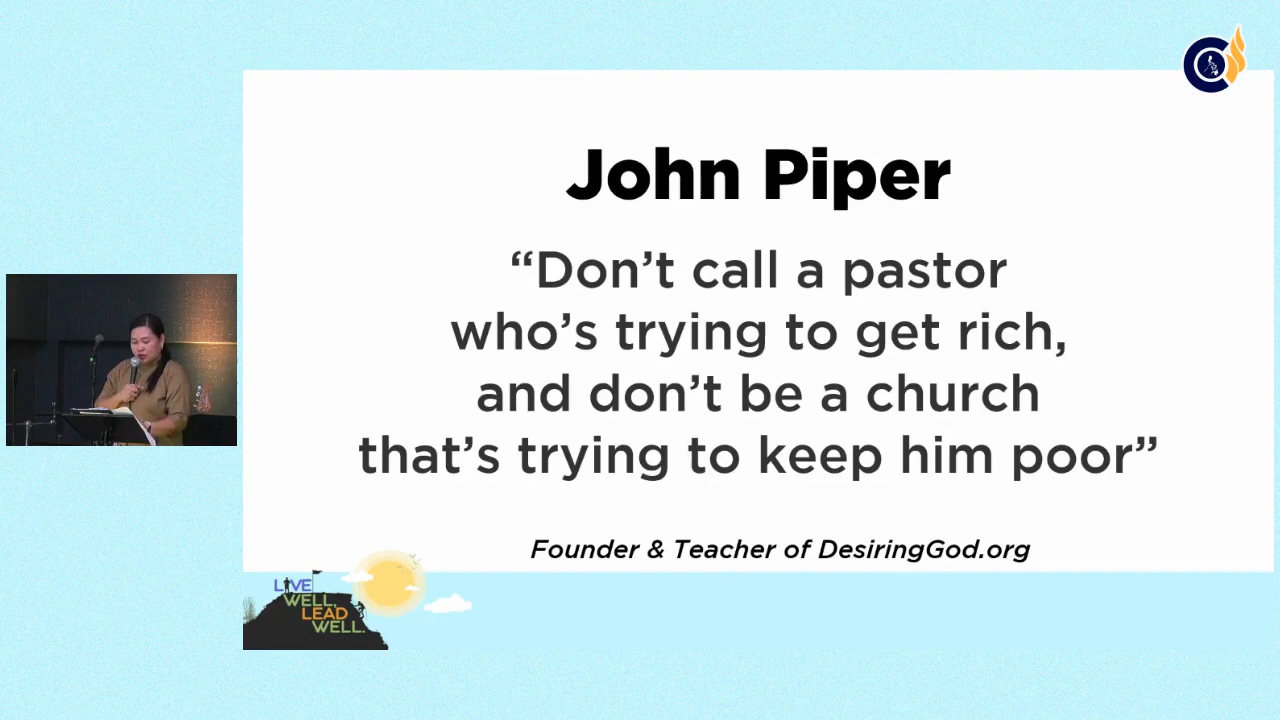 John Piper
“Don’t call a pastor
who’s trying to get rich,
and don’t be a church
that’s trying to keep him poor”
Founder & Teacher of DesiringGod.org
LIVE
WELL,
LEAD
WELL.